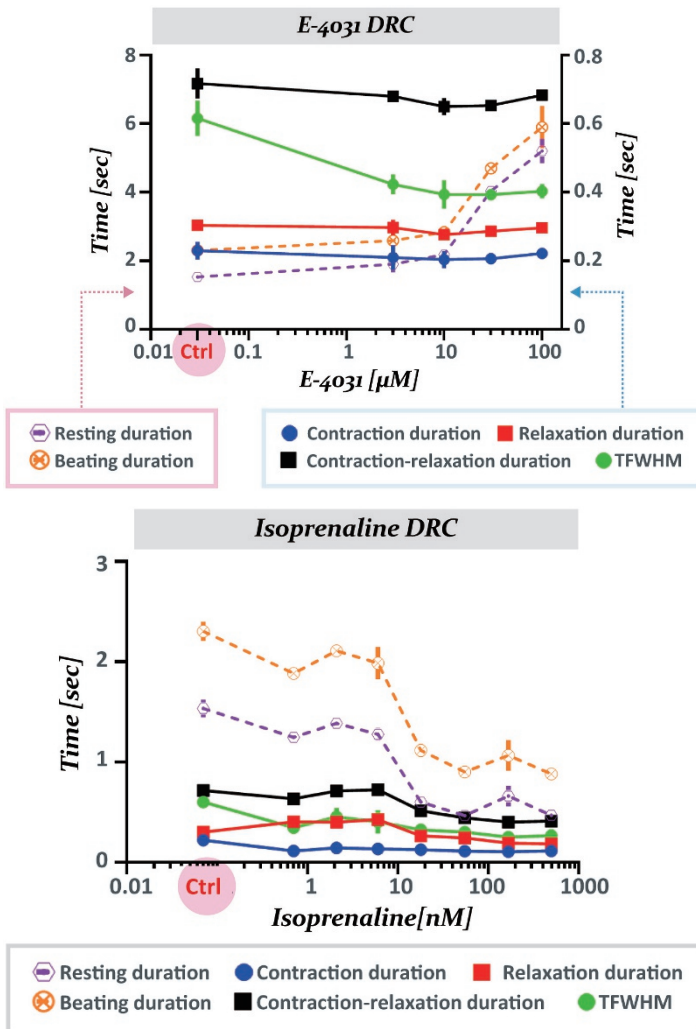 E-4031 DRC
8
6
4
2
0
Time [sec]
0.8
0.6
0.4
0.2
0
Time [sec]
0.01
Ctrl
0.1
1
10
100
E-4031 [µM]
Resting duration
Beating duration
Contraction duration
Relaxation duration
Contraction-relaxation duration
TFWHM
Isoprenaline DRC
3
2
1
0
Time [sec]
0.01
Ctrl
1
10
100
1000
Isoprenaline[nM]
Resting duration
Contraction duration
Relaxation duration
Beating duration
Contraction-relaxation duration
TFWHM